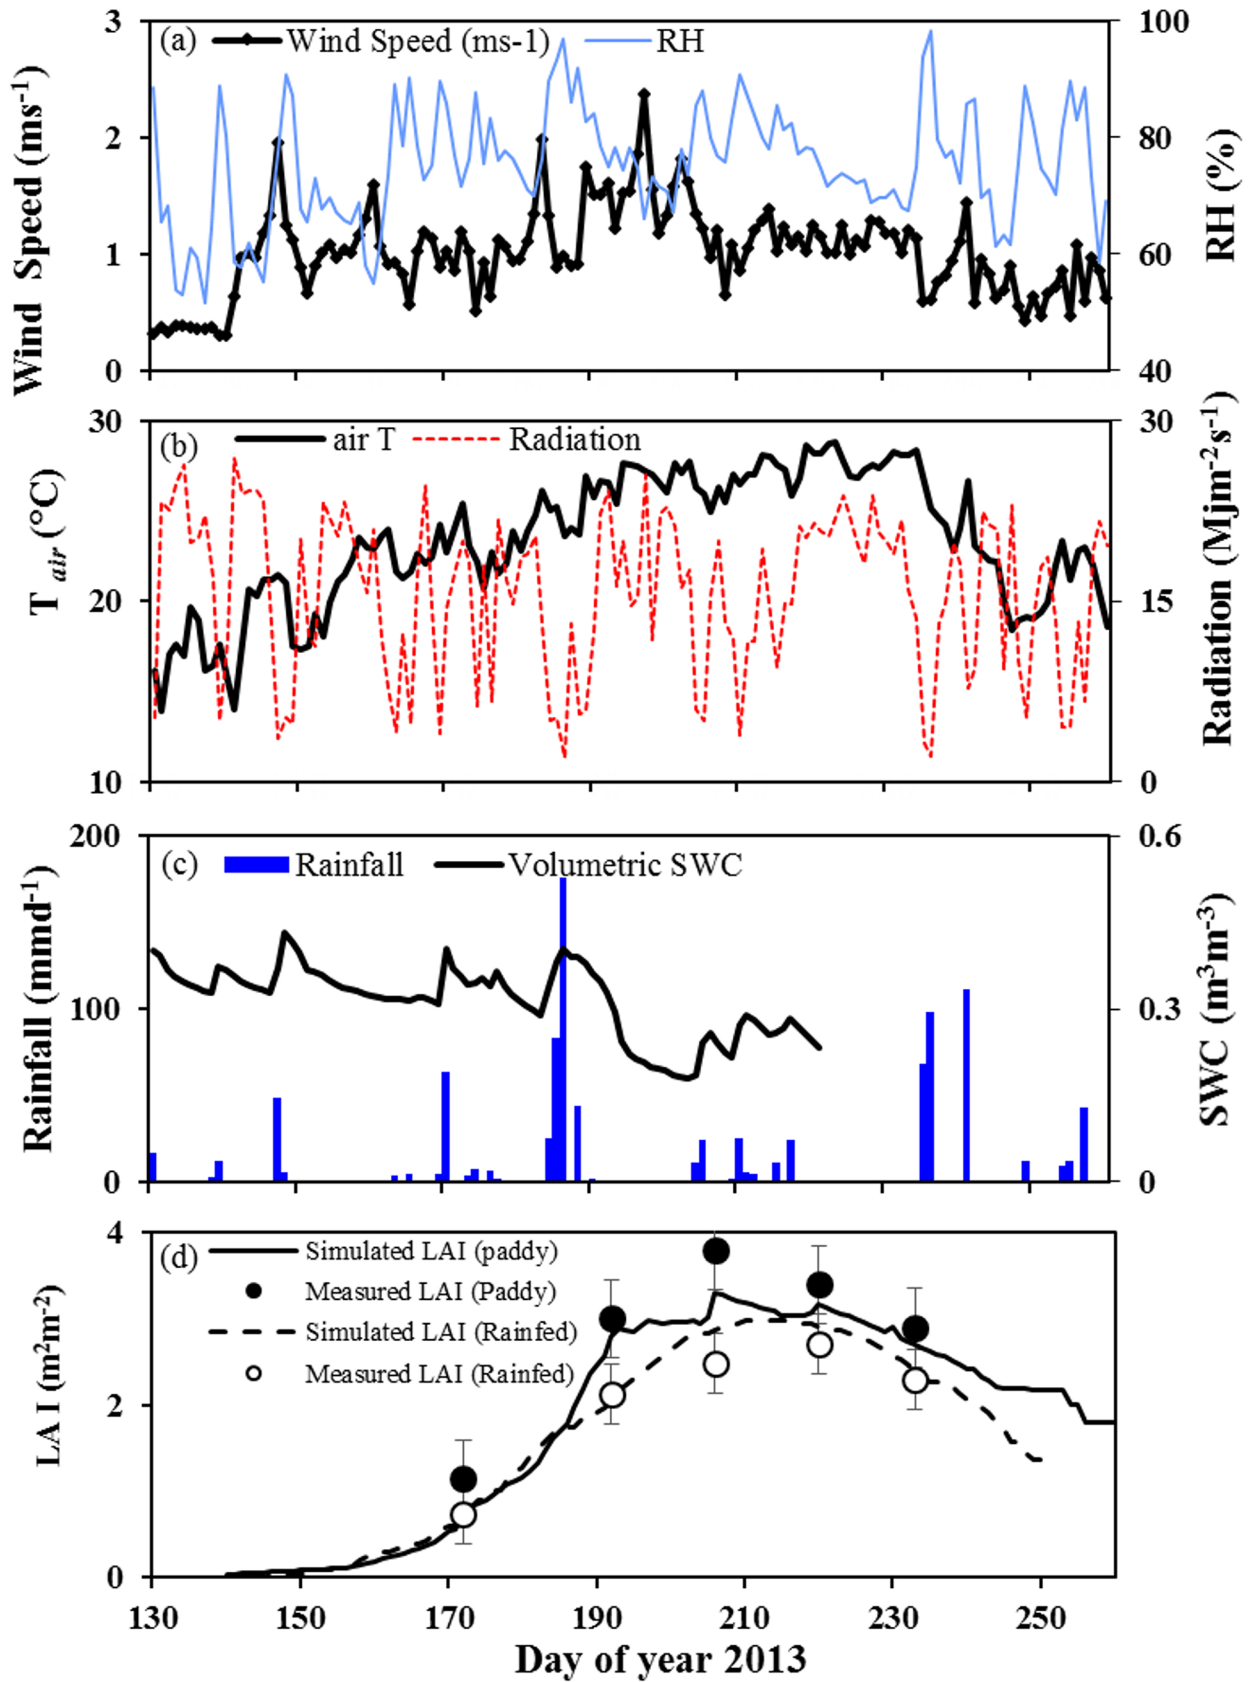 3
2
1
0
Wind Speed (ms-1)
(a)
Wind Speed (ms-1)
RH
100
80
60
40
RH (%)
30
20
10
Tair (°C)
(b)
air T
Radiation
30
15
0
Radiation (Mjm-2s-1)
200
100
0
Rainfall (mmd-1)
(c)
Rainfall
Volumetric SWC
0.6
0.3
0
SWC (m3m-3)
4
2
0
LA I (m2m-2)
(d)
Simulated LAI (paddy)
Measured LAI (Paddy)
Simulated LAI (Rainfed)
Measured LAI (Rainfed)
130 150 170 190 210 230 250
Day of year 2013